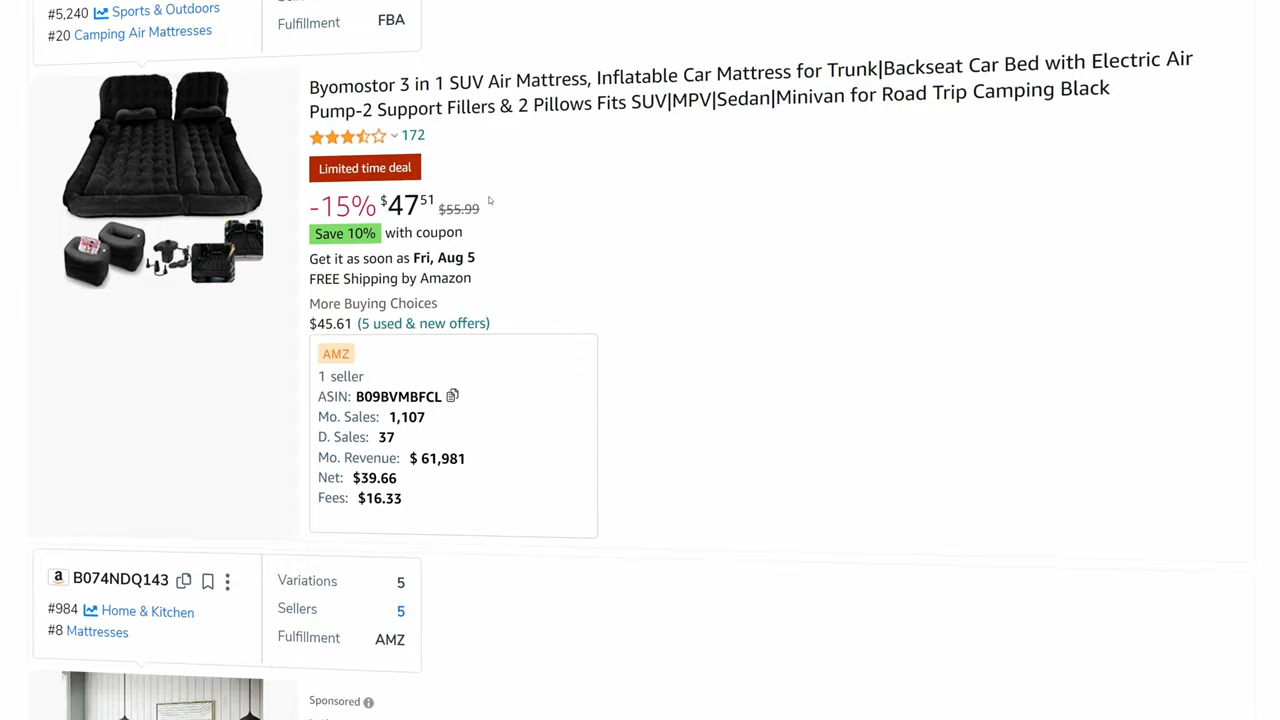 #5,240 Sports & Outdoors
#20 Camping Air Mattresses
Fulfillment FBA
Byomostor 3 in 1 SUV Air Mattress, Inflatable Car Mattress for Trunk|Backseat Car Bed with Electric Air
Pump-2 Support Fillers & 2 Pillows Fits SUV|MPV|Sedan|Minivan for Road Trip Camping Black
172
Limited time deal
-15% $47 51 $55.99
Save 10% with coupon
Get it as soon as Fri, Aug 5
FREE Shipping by Amazon
More Buying Choices
$45.61 (5 used & new offers)
AMZ
1 seller
ASIN: B09BVMBFCL
Mo. Sales: 1,107
D. Sales: 37
Mo. Revenue: $ 61,981
Net: $39.66
Fees: $16.33
a B074NDQ143
#984 Home & Kitchen
#8 Mattresses
Variations 5
Sellers 5
Fulfillment AMZ
Sponsored